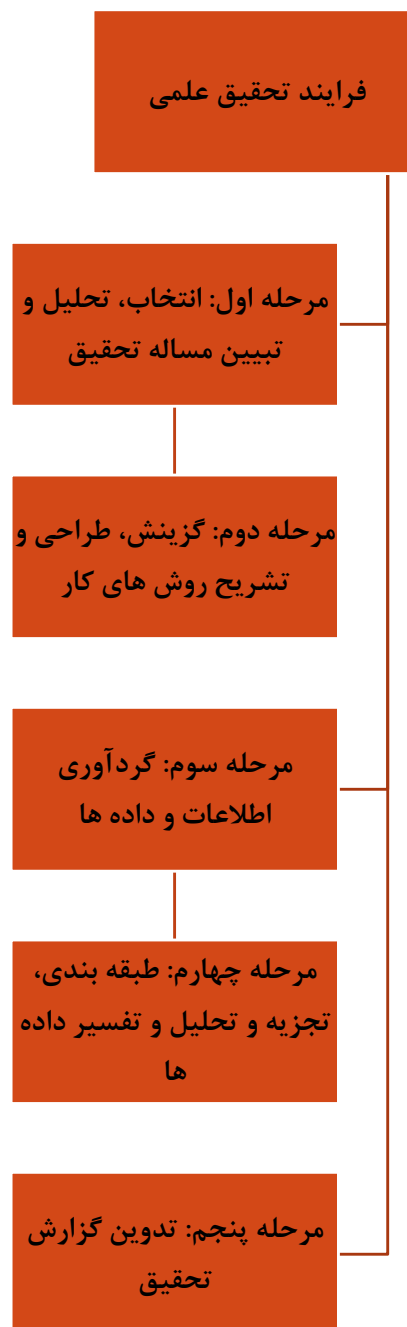 فرایند تحقیق علمی
مرحله اول: انتخاب، تحلیل و
تبیین مساله تحقیق
مرحله دوم: گزینش، طراحی و
تشریح روش های کار
مرحله سوم: گردآوری
اطلاعات و داده ها
مرحله چهارم: طبقه بندی،
تجزیه و تحلیل و تفسیر داده
ها
مرحله پنجم: تدوین گزارش
تحقیق